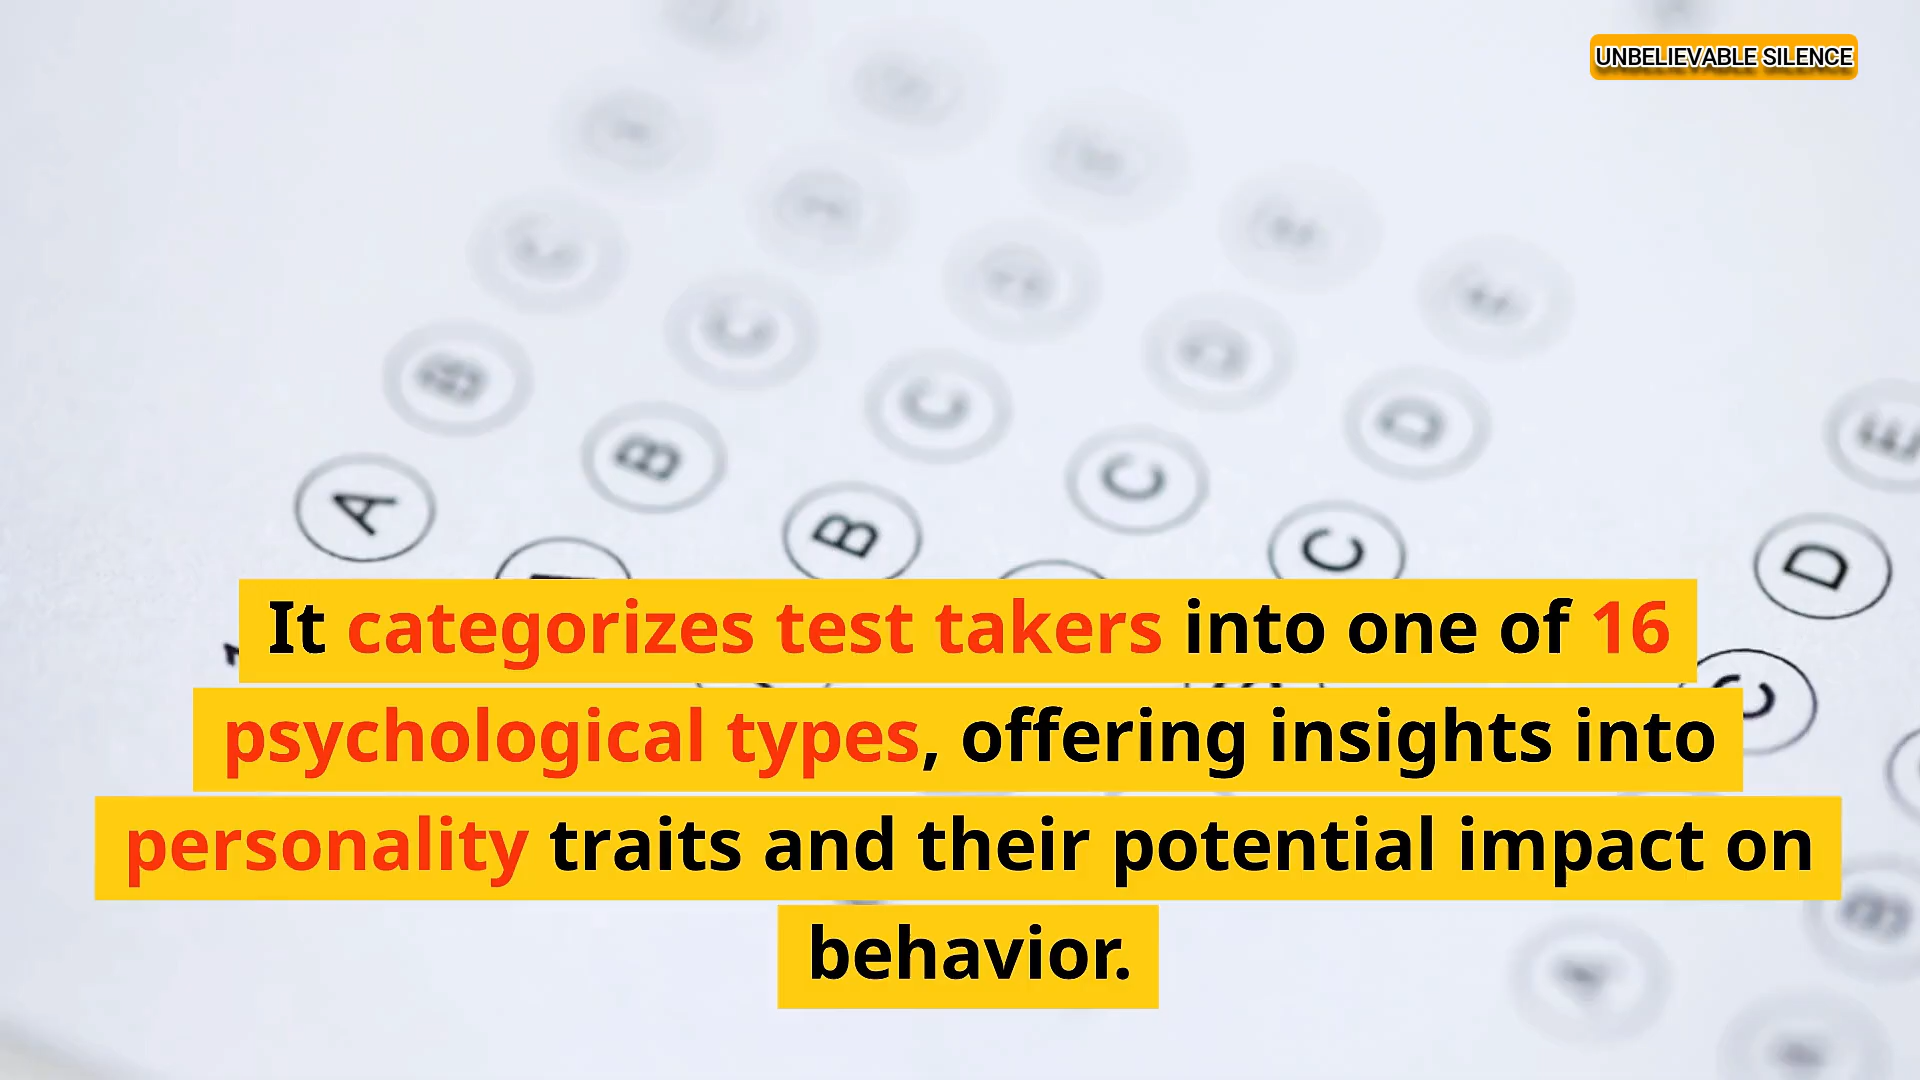 UNBELIEVABLE SILENCE
C
B
C
C
D
B
C
E
A
B
C
D
C
B
A
It categorizes test takers into one of 16
psychological types, offering insights into
personality traits and their potential impact on
behavior.